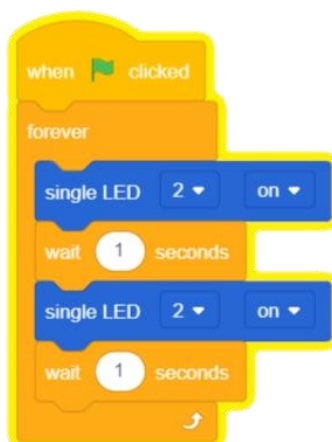 when clicked
forever
single LED 2 on
wait 1 seconds
single LED 2 on
wait 1 seconds